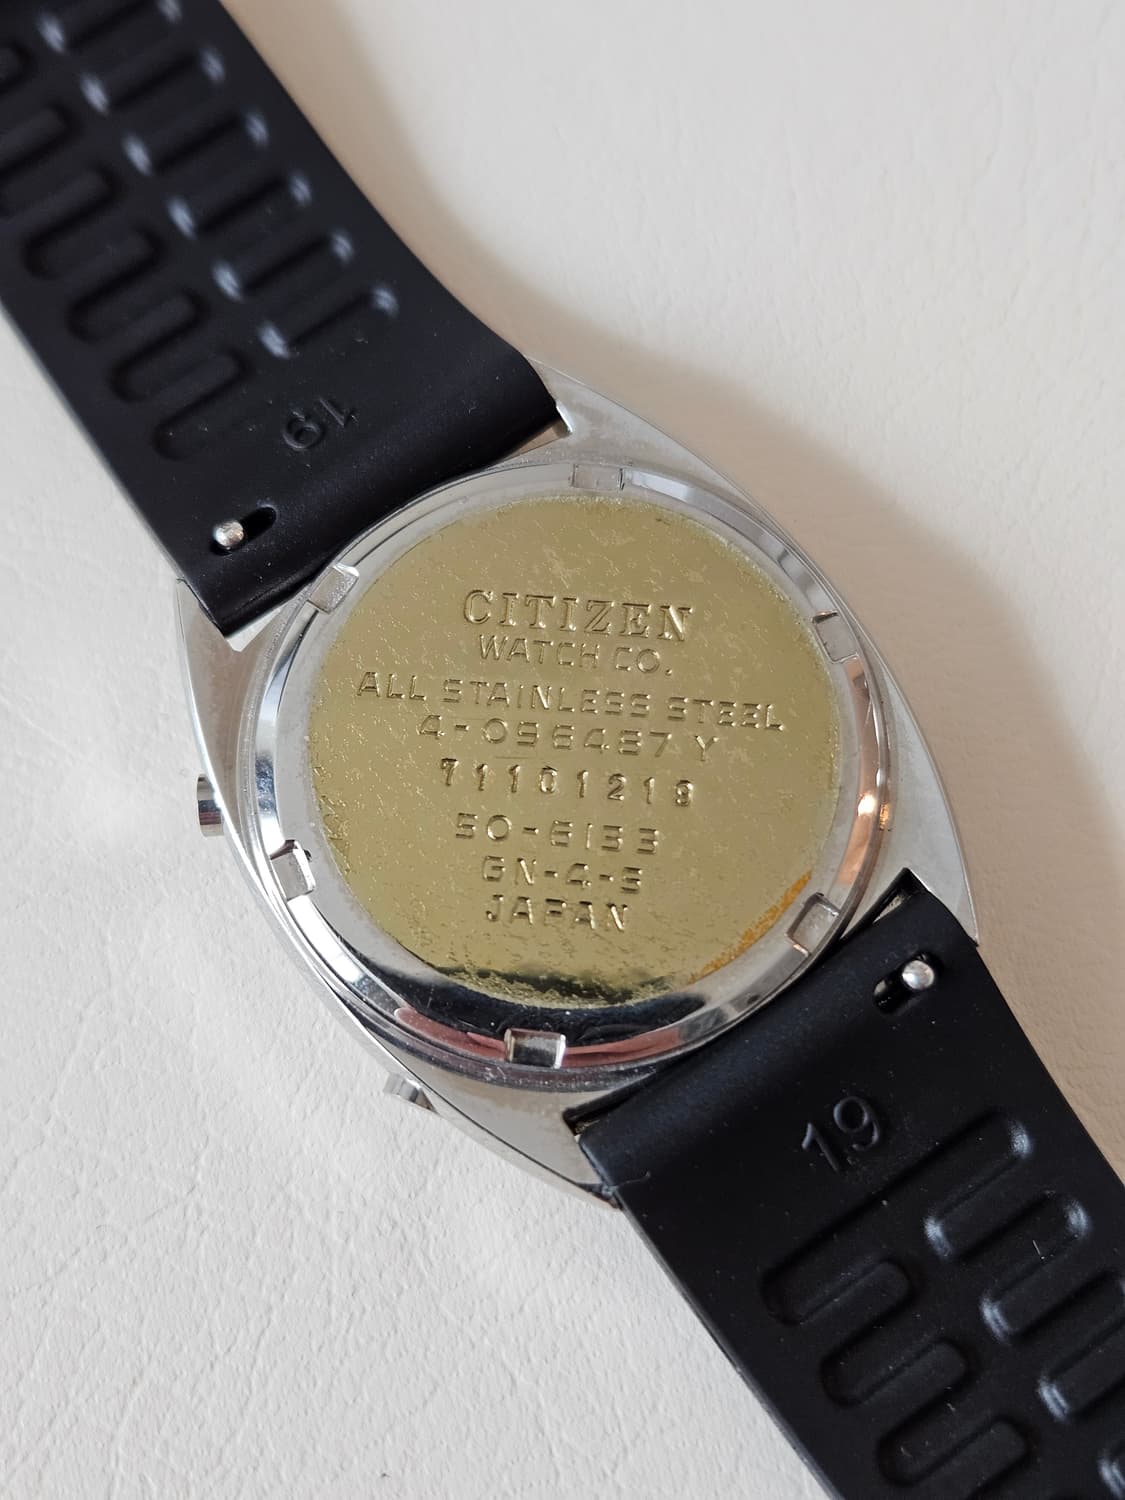 19
CITIZEN
WATCH CO.
ALL STAINLESS STEEL
4-096487 Y
71101219
50-6133
GN-4-S
JAPAN
19